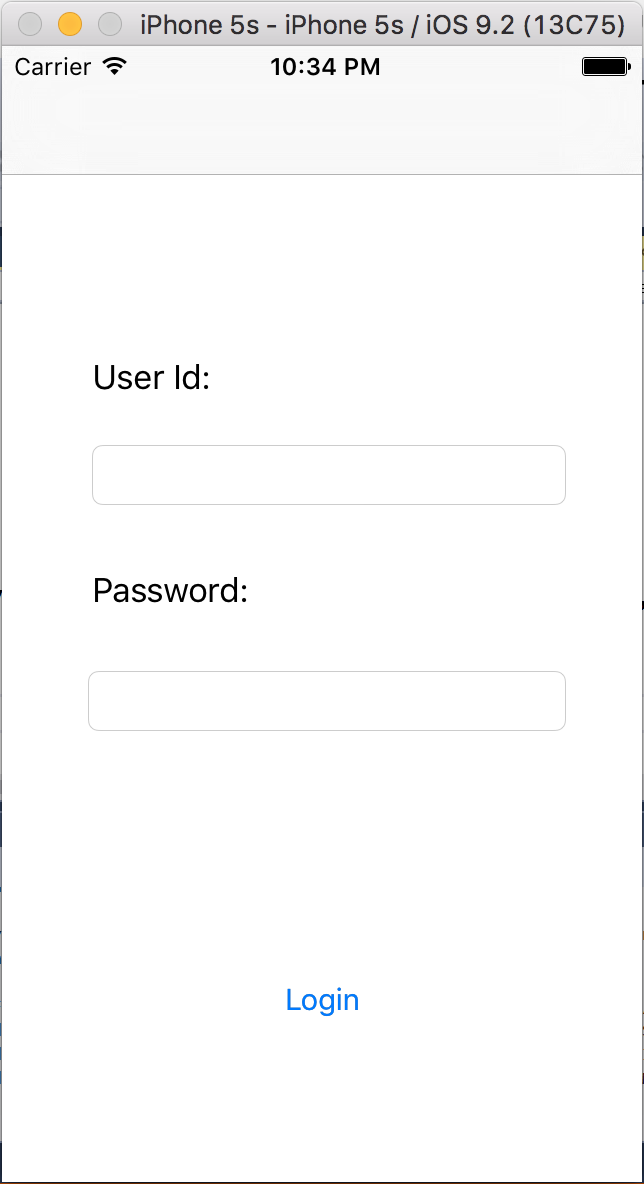 iPhone 5s - iPhone 5s / iOS 9.2 (13C75)
Carrier 10:34 PM
User Id:
Password:
Login